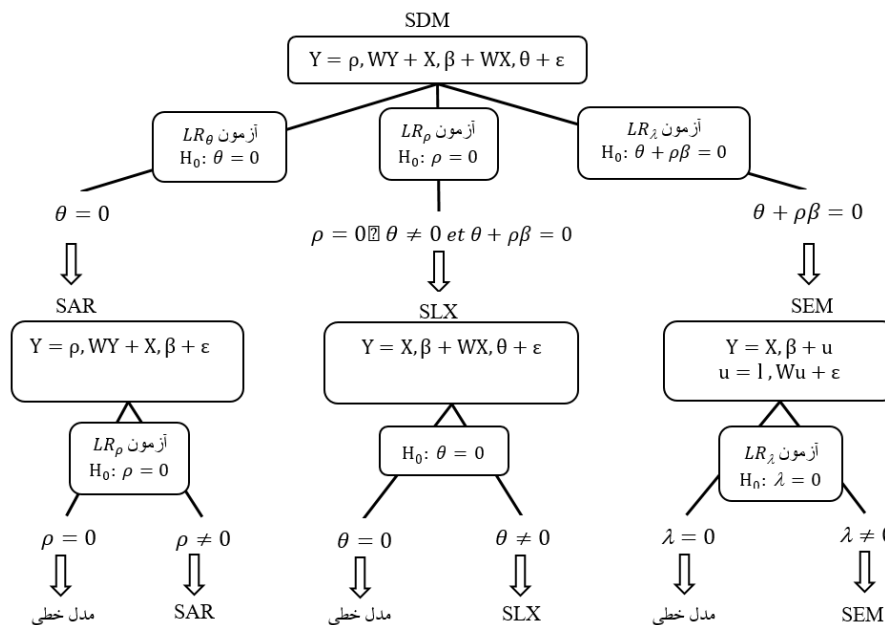 SDM
Y = ρ, WY + X, β + WX, θ + ε
آزمون LR_θ
H₀: θ = 0
آزمون LR_ρ
H₀: ρ = 0
آزمون LR_λ
H₀: θ + ρβ = 0
θ = 0
ρ = 0⍰ θ ≠ 0 et θ + ρβ = 0
θ + ρβ = 0
SAR
SLX
SEM
Y = ρ, WY + X, β + ε
Y = X, β + WX, θ + ε
Y = X, β + u
u = l , Wu + ε
آزمون LR_ρ
H₀: ρ = 0
H₀: θ = 0
آزمون LR_λ
H₀: λ = 0
ρ = 0
ρ ≠ 0
θ = 0
θ ≠ 0
λ = 0
λ ≠ 0
مدل خطی
SAR
مدل خطی
SLX
مدل خطی
SEM